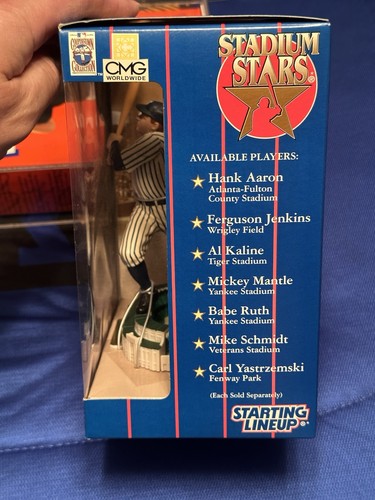 COOPERSTOWN
COLLECTION
CMG
WORLDWIDE
STADIUM
STARS
AVAILABLE PLAYERS:
Hank Aaron
Atlanta-Fulton
County Stadium
Ferguson Jenkins
Wrigley Field
Al Kaline
Tiger Stadium
Mickey Mantle
Yankee Stadium
Babe Ruth
Yankee Stadium
Mike Schmidt
Veterans Stadium
Carl Yastrzemski
Fenway Park
(Each Sold Separately)
STARTING
LINEUP®